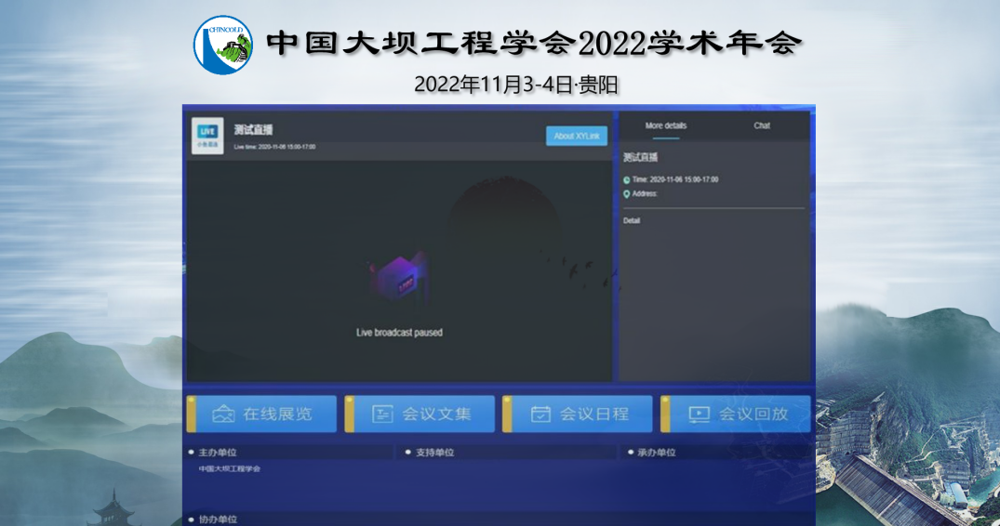 CHINCOLD
中国大坝工程学会2022学术年会
2022年11月3-4日·贵阳
LIVE
测试直播
Live time: 2020-11-06 15:00-17:00
About XYLink
More details
Chat
测试直播
Time: 2020-11-06 15:00-17:00
Address:
Detail
Live broadcast paused
在线展览
会议文集
会议日程
会议回放
主办单位
支持单位
承办单位
中国大坝工程学会
协办单位